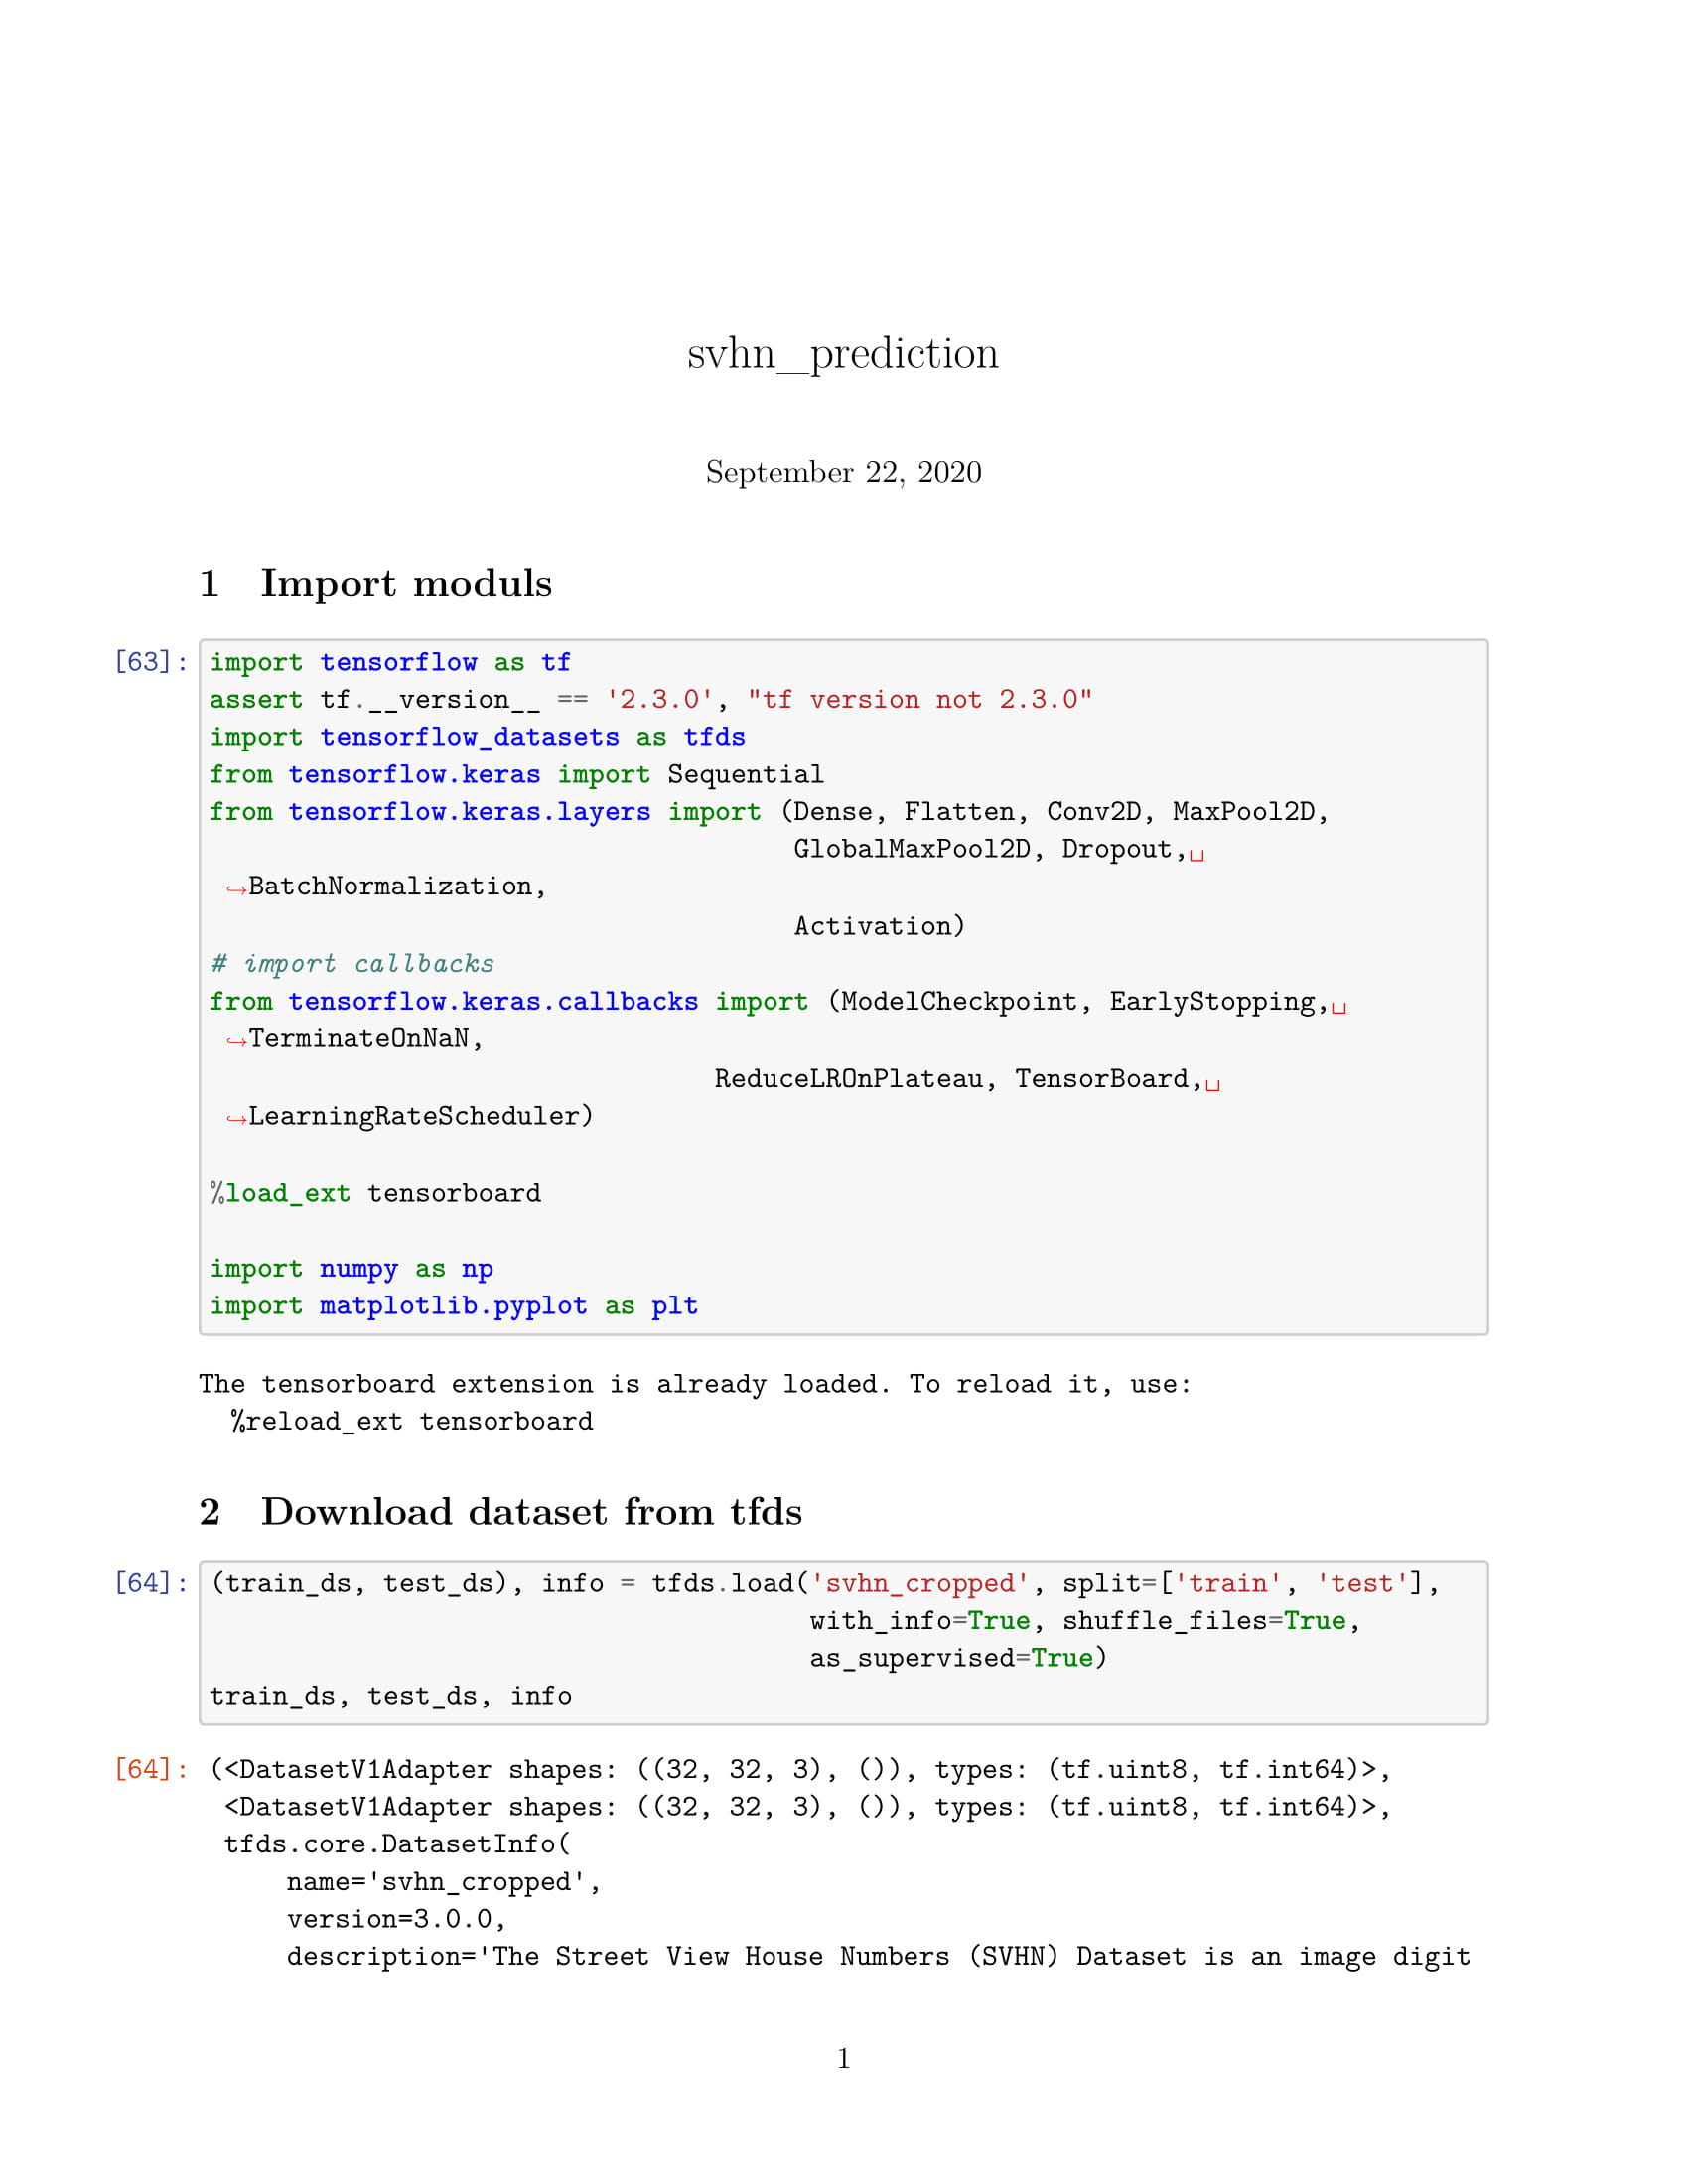 svhn_prediction
September 22, 2020
1 Import moduls
[63]: import tensorflow as tf
assert tf.__version__ == '2.3.0', "tf version not 2.3.0"
import tensorflow_datasets as tfds
from tensorflow.keras import Sequential
from tensorflow.keras.layers import (Dense, Flatten, Conv2D, MaxPool2D,
                                     GlobalMaxPool2D, Dropout,␣
 ↪BatchNormalization,
                                     Activation)
# import callbacks
from tensorflow.keras.callbacks import (ModelCheckpoint, EarlyStopping,␣
 ↪TerminateOnNaN,
                                ReduceLROnPlateau, TensorBoard,␣
 ↪LearningRateScheduler)
%load_ext tensorboard
import numpy as np
import matplotlib.pyplot as plt
The tensorboard extension is already loaded. To reload it, use:
  %reload_ext tensorboard
2 Download dataset from tfds
[64]: (train_ds, test_ds), info = tfds.load('svhn_cropped', split=['train', 'test'],
                                      with_info=True, shuffle_files=True,
                                      as_supervised=True)
train_ds, test_ds, info
[64]: (<DatasetV1Adapter shapes: ((32, 32, 3), ()), types: (tf.uint8, tf.int64)>,
 <DatasetV1Adapter shapes: ((32, 32, 3), ()), types: (tf.uint8, tf.int64)>,
 tfds.core.DatasetInfo(
     name='svhn_cropped',
     version=3.0.0,
     description='The Street View House Numbers (SVHN) Dataset is an image digit
1